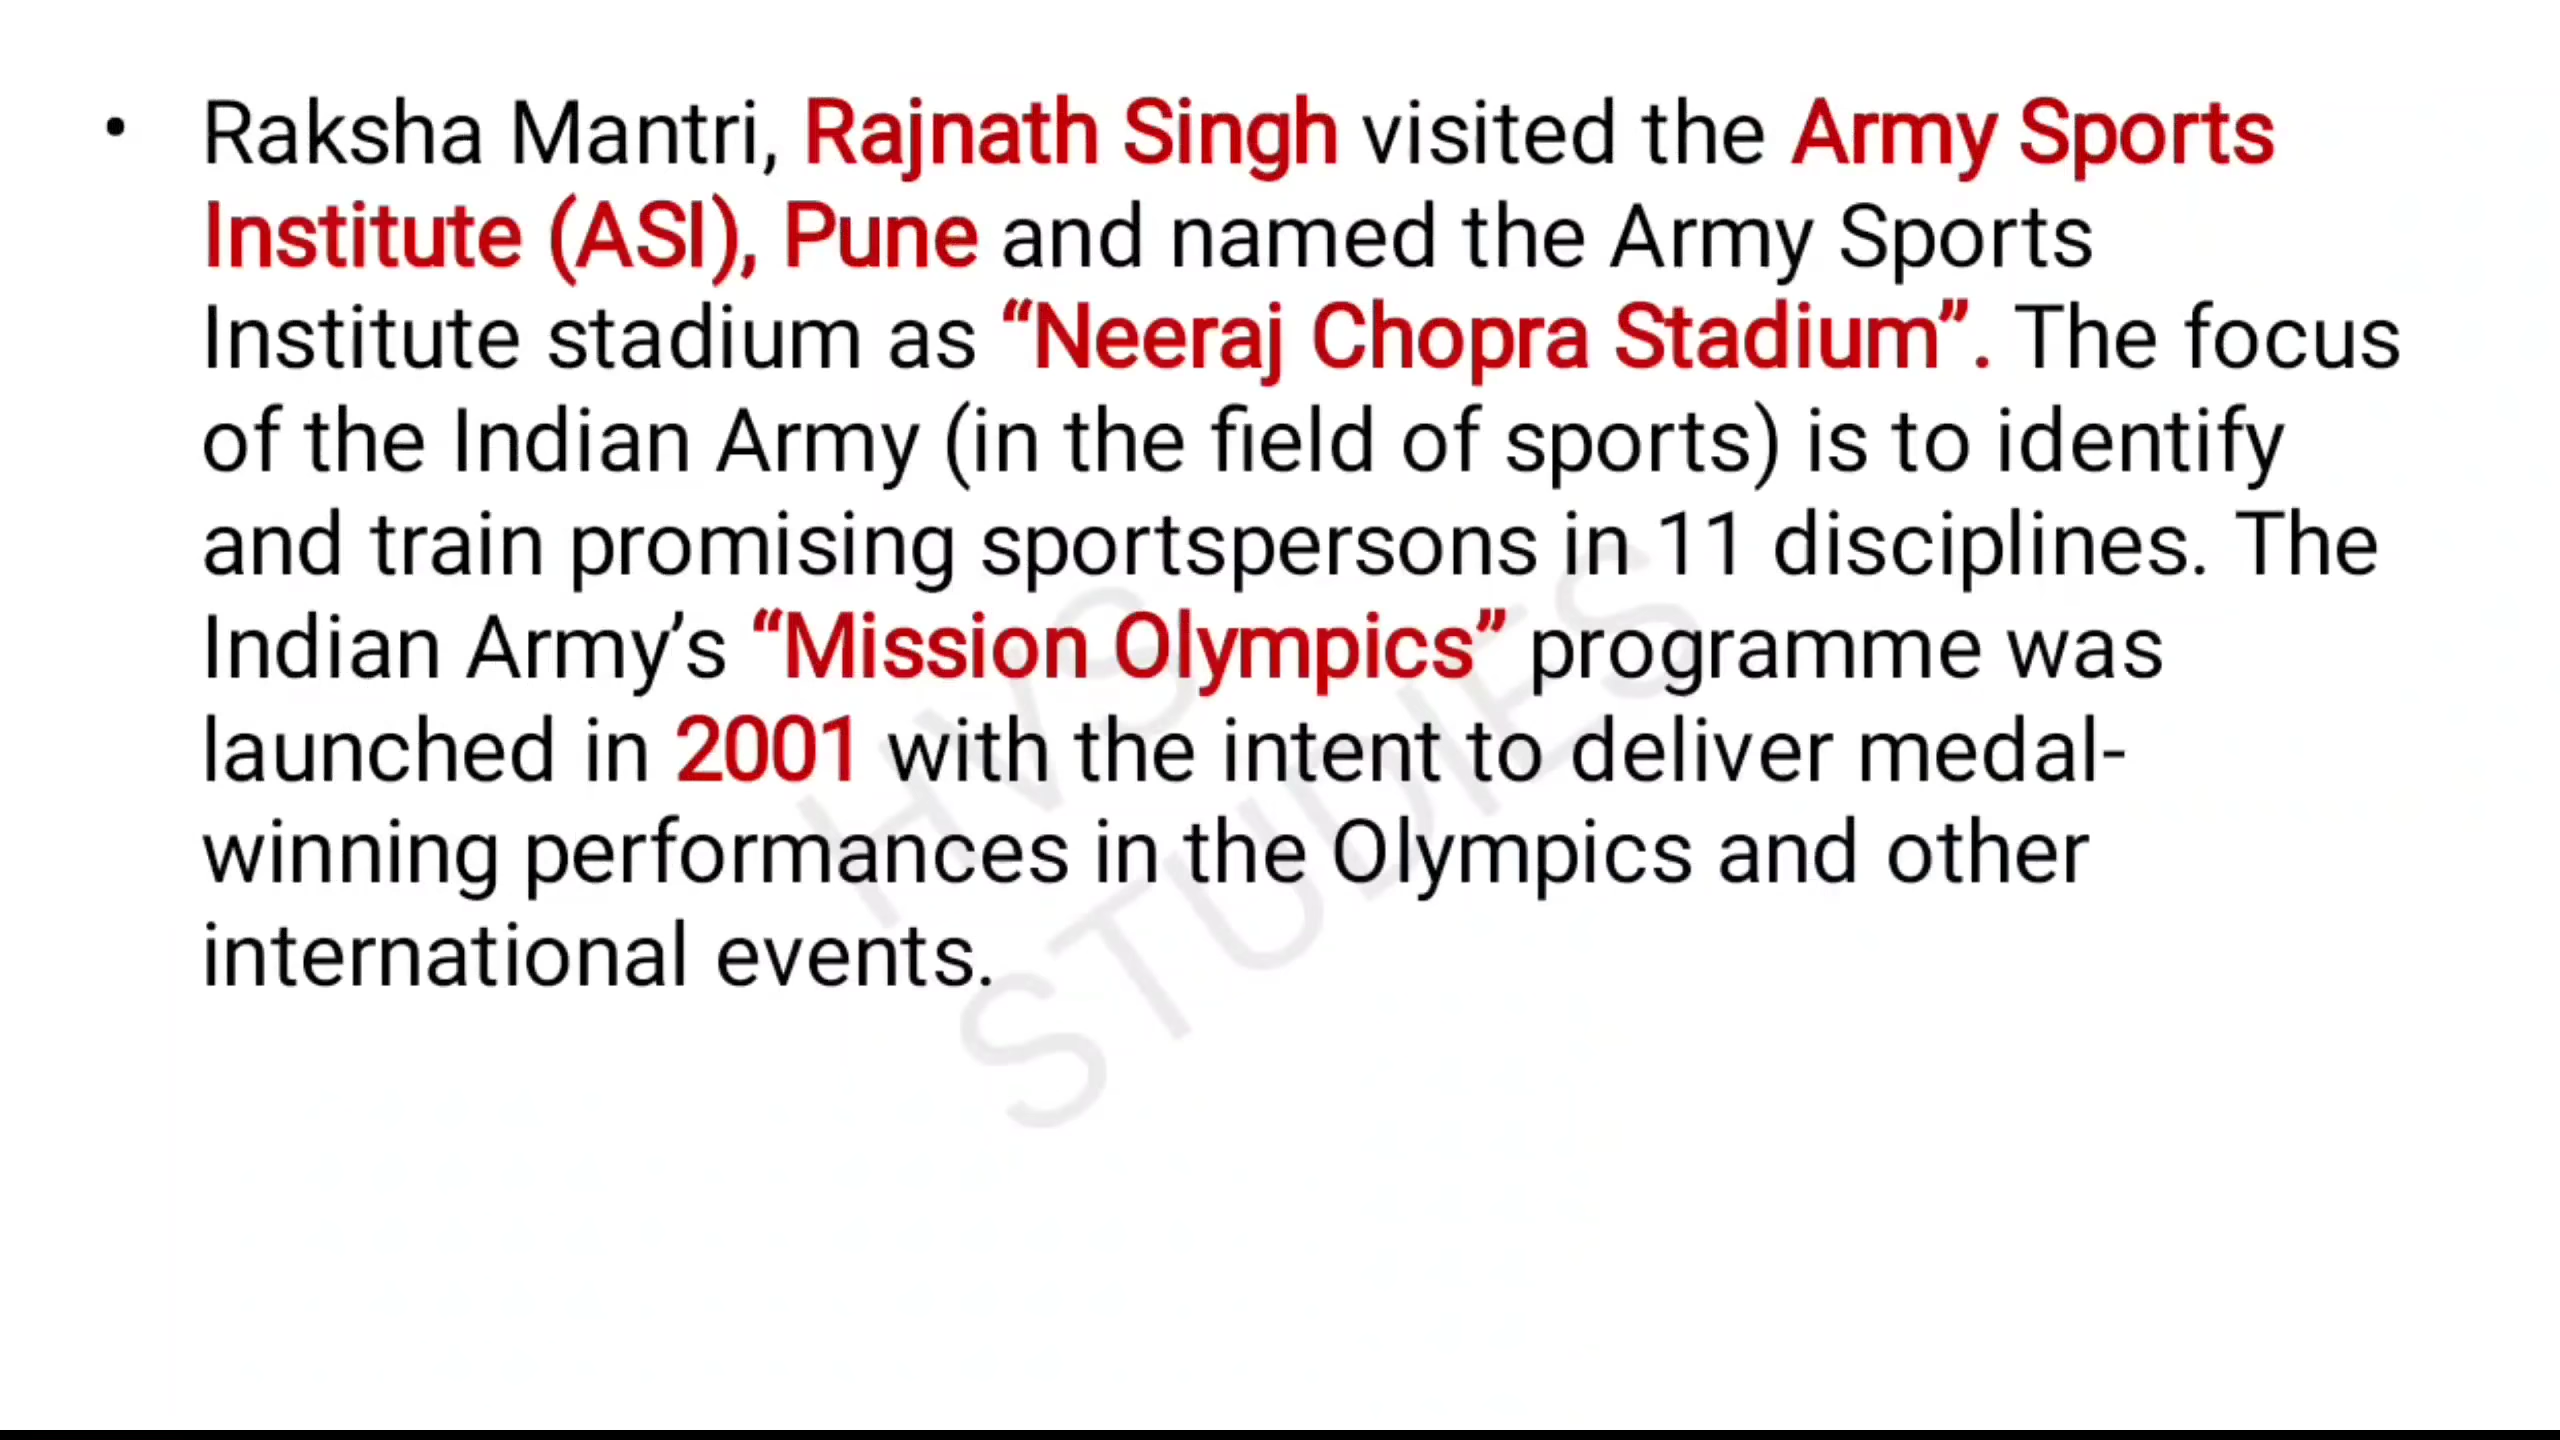 • Raksha Mantri, Rajnath Singh visited the Army Sports
Institute (ASI), Pune and named the Army Sports
Institute stadium as “Neeraj Chopra Stadium”. The focus
of the Indian Army (in the field of sports) is to identify
and train promising sportspersons in 11 disciplines. The
Indian Army’s “Mission Olympics” programme was
launched in 2001 with the intent to deliver medal-
winning performances in the Olympics and other
international events.
HVS
STUDIES